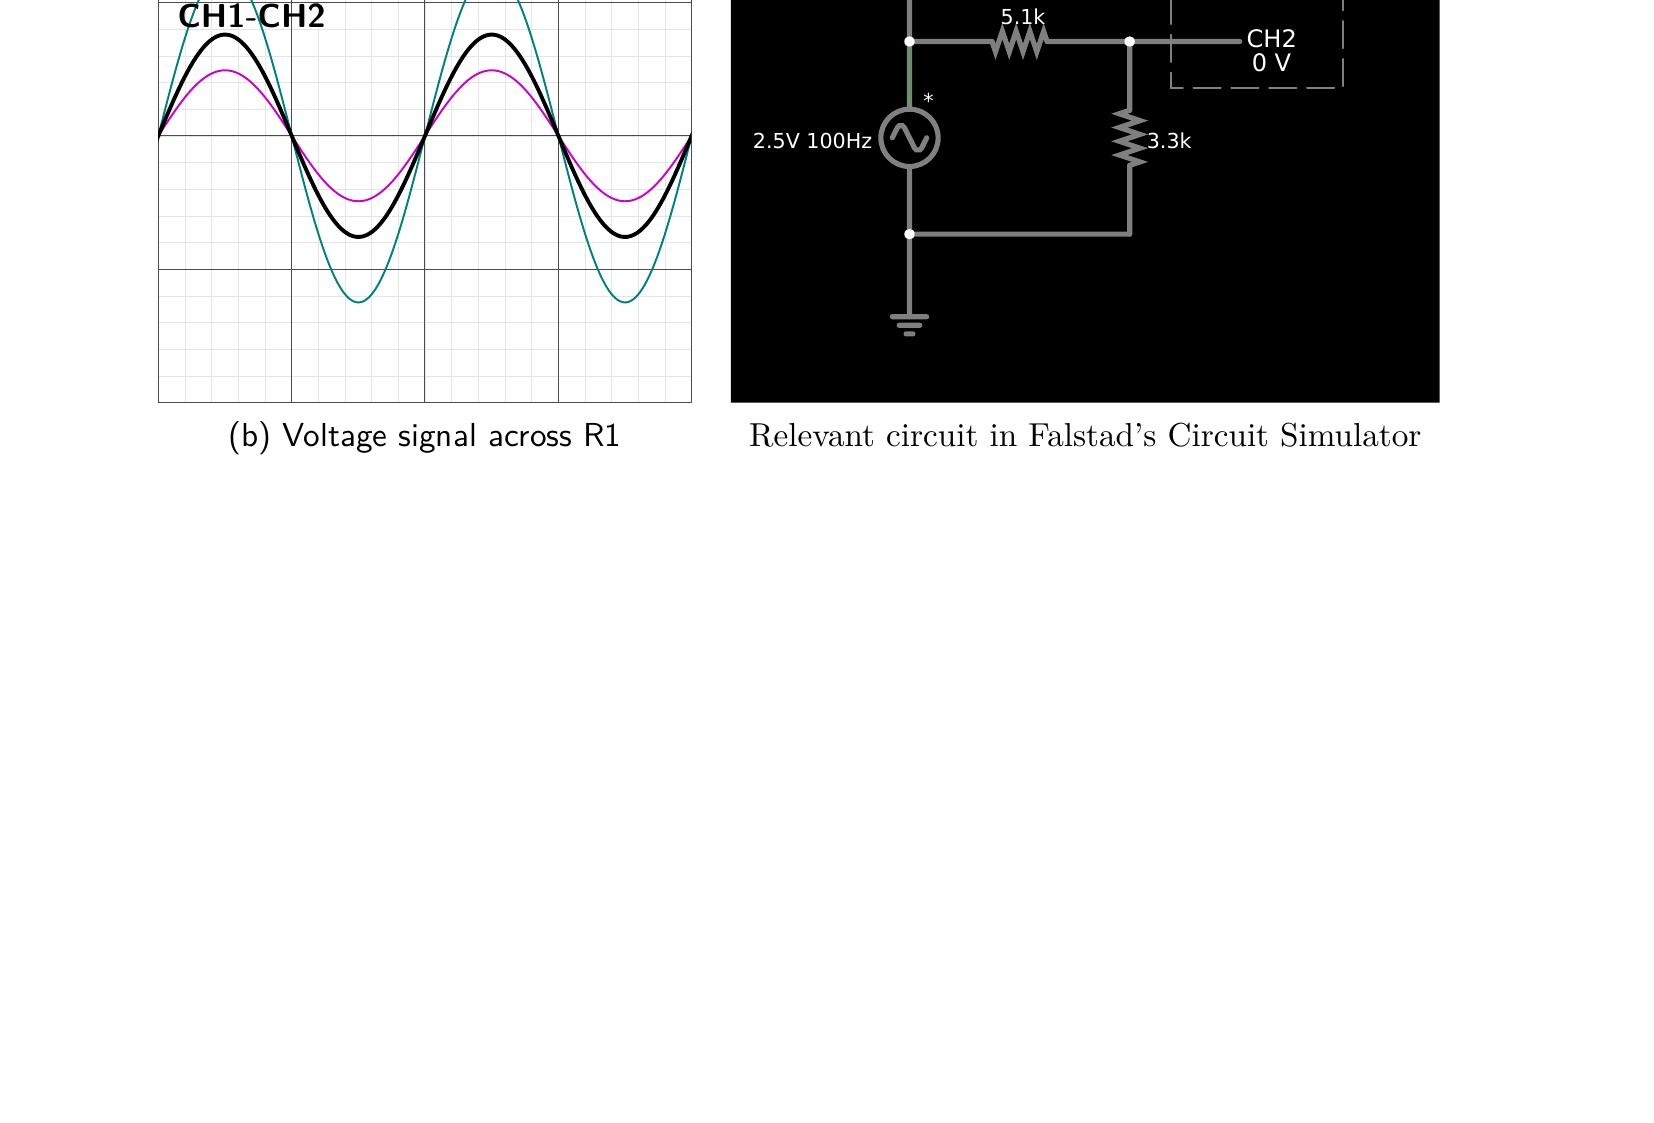 CH1-CH2
5.1k
CH2
0 V
*
2.5V 100Hz
3.3k
(b) Voltage signal across R1
Relevant circuit in Falstad's Circuit Simulator